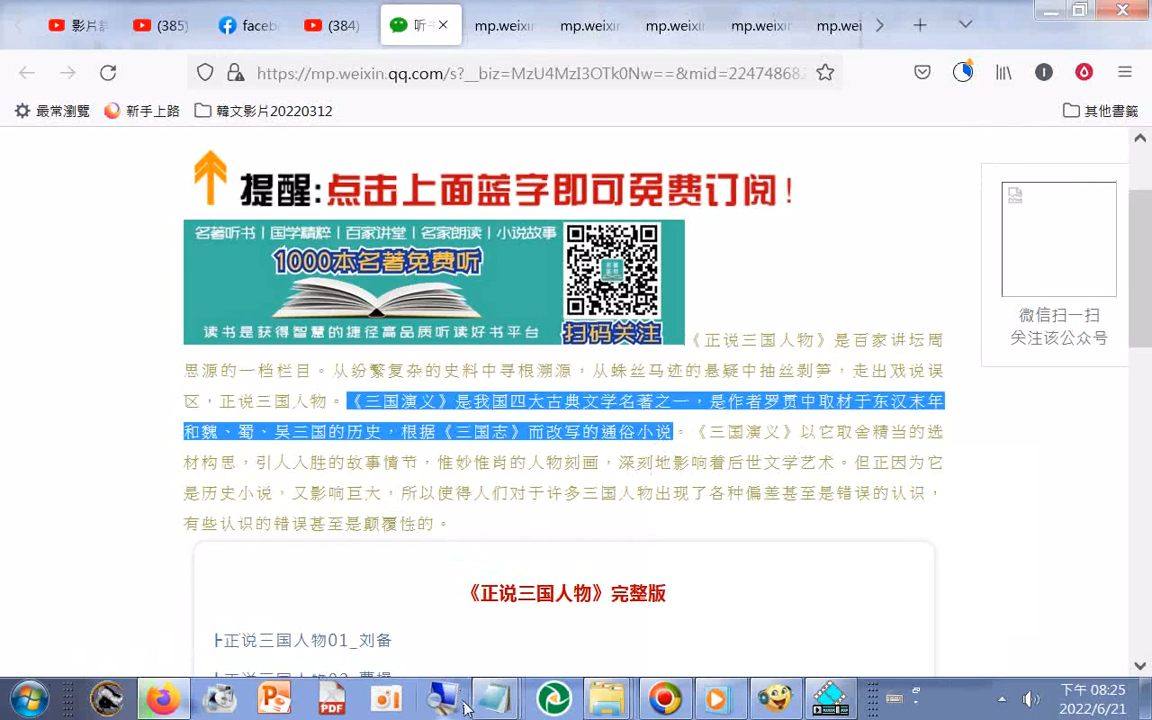 影片
(385)
faceb
(384)
听
mp.weixin
mp.weixin
mp.weixin
mp.weixin
mp.wei
https://mp.weixin.qq.com/s?__biz=MzU4MzI3OTk0Nw==&mid=224748682
最常瀏覽
新手上路
韓文影片20220312
其他書籤
提醒:点击上面蓝字即可免费订阅!
名著听书|国学精粹|百家讲堂|名家朗读|小说故事
1000本名著免费听
读书是获得智慧的捷径高品质听读好书平台
扫码关注
微信扫一扫
关注该公众号
《正说三国人物》是百家讲坛周
思源的一档栏目。从纷繁复杂的史料中寻根溯源，从蛛丝马迹的悬疑中抽丝剥笋，走出戏说误
区，正说三国人物。《三国演义》是我国四大古典文学名著之一，是作者罗贯中取材于东汉末年
和魏、蜀、吴三国的历史，根据《三国志》而改写的通俗小说。《三国演义》以它取舍精当的选
材构思，引人入胜的故事情节，惟妙惟肖的人物刻画，深刻地影响着后世文学艺术。但正因为它
是历史小说，又影响巨大，所以使得人们对于许多三国人物出现了各种偏差甚至是错误的认识，
有些认识的错误甚至是颠覆性的。
《正说三国人物》完整版
┣正说三国人物01_刘备
下午 08:25
2022/6/21